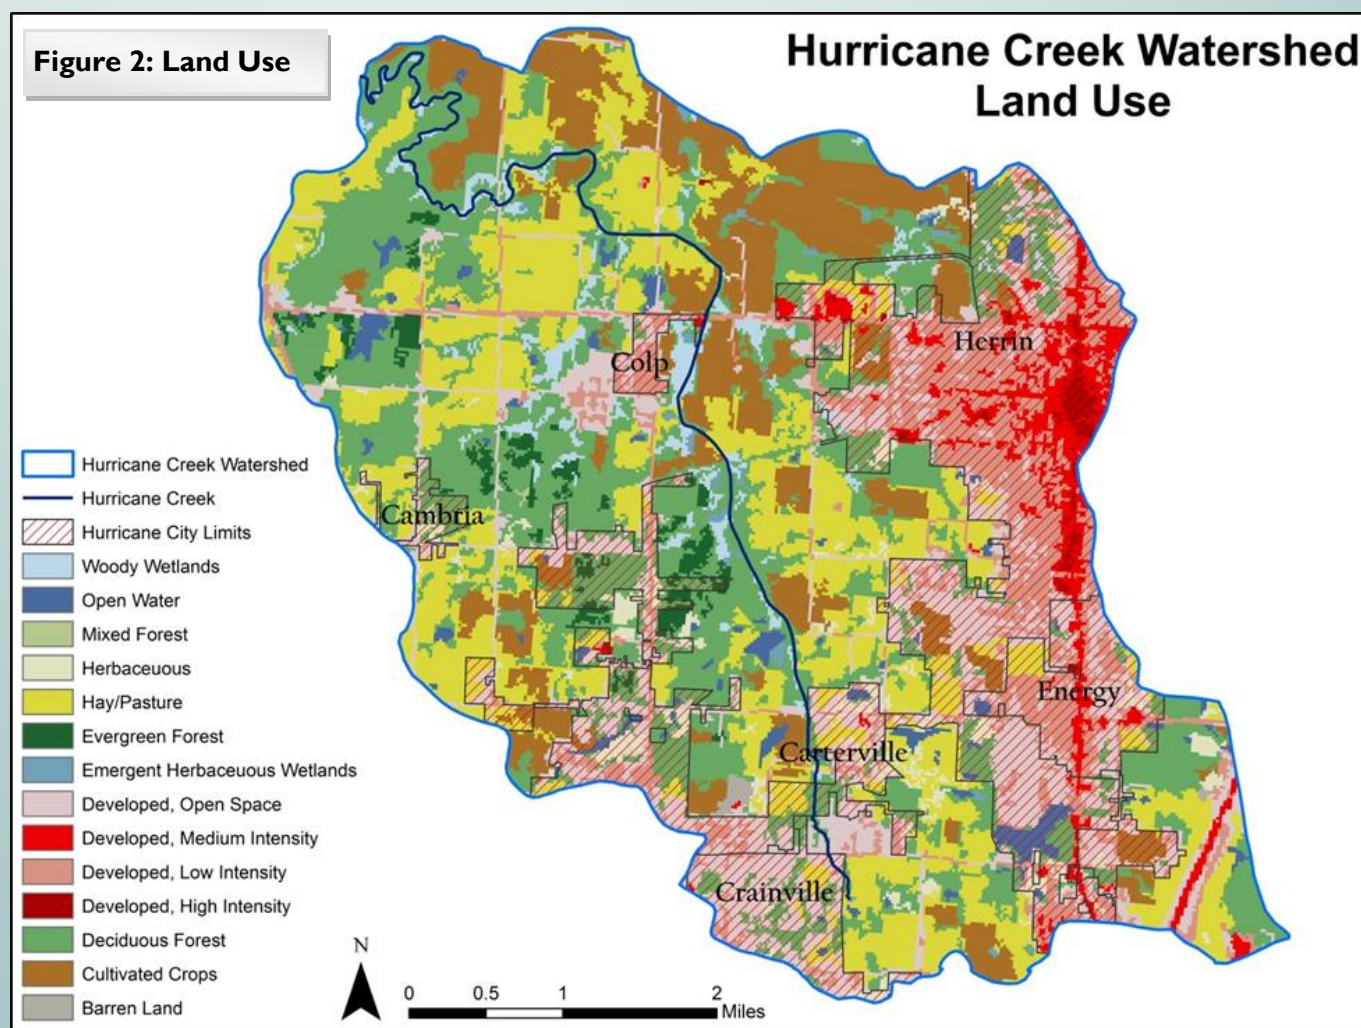 Figure 2: Land Use
Hurricane Creek Watershed
Land Use
Herrin
Colp
Cambria
Energy
Carterville
Crainville
Hurricane Creek Watershed
Hurricane Creek
Hurricane City Limits
Woody Wetlands
Open Water
Mixed Forest
Herbaceuous
Hay/Pasture
Evergreen Forest
Emergent Herbaceuous Wetlands
Developed, Open Space
Developed, Medium Intensity
Developed, Low Intensity
Developed, High Intensity
Deciduous Forest
Cultivated Crops
Barren Land
N
0 0.5 1 2
Miles